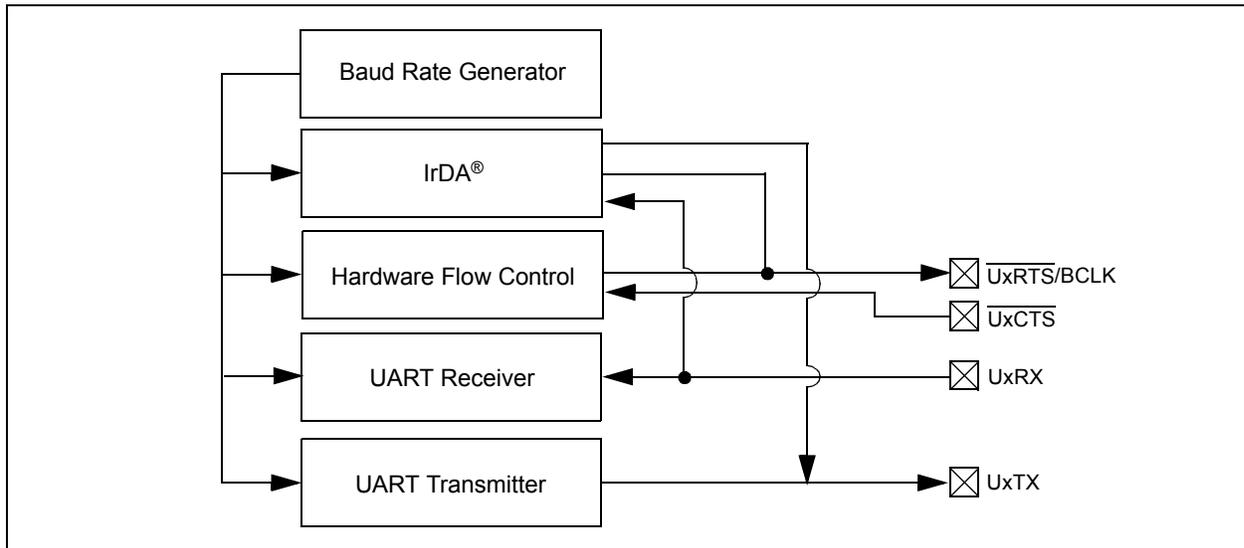 Baud Rate Generator
IrDA®
Hardware Flow Control
UxRTS/BCLK
UxCTS
UART Receiver
UxRX
UART Transmitter
UxTX